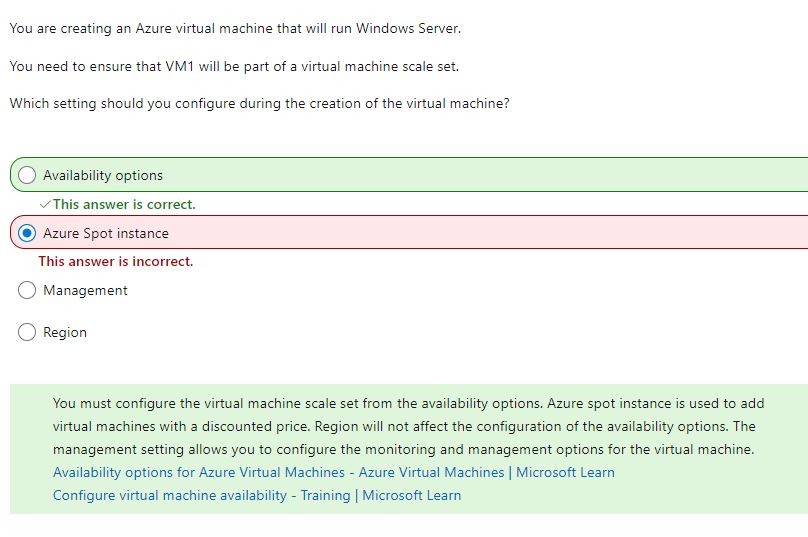 You are creating an Azure virtual machine that will run Windows Server.
You need to ensure that VM1 will be part of a virtual machine scale set.
Which setting should you configure during the creation of the virtual machine?
Availability options
✓This answer is correct.
Azure Spot instance
This answer is incorrect.
Management
Region
You must configure the virtual machine scale set from the availability options. Azure spot instance is used to add
virtual machines with a discounted price. Region will not affect the configuration of the availability options. The
management setting allows you to configure the monitoring and management options for the virtual machine.
Availability options for Azure Virtual Machines - Azure Virtual Machines | Microsoft Learn
Configure virtual machine availability - Training | Microsoft Learn